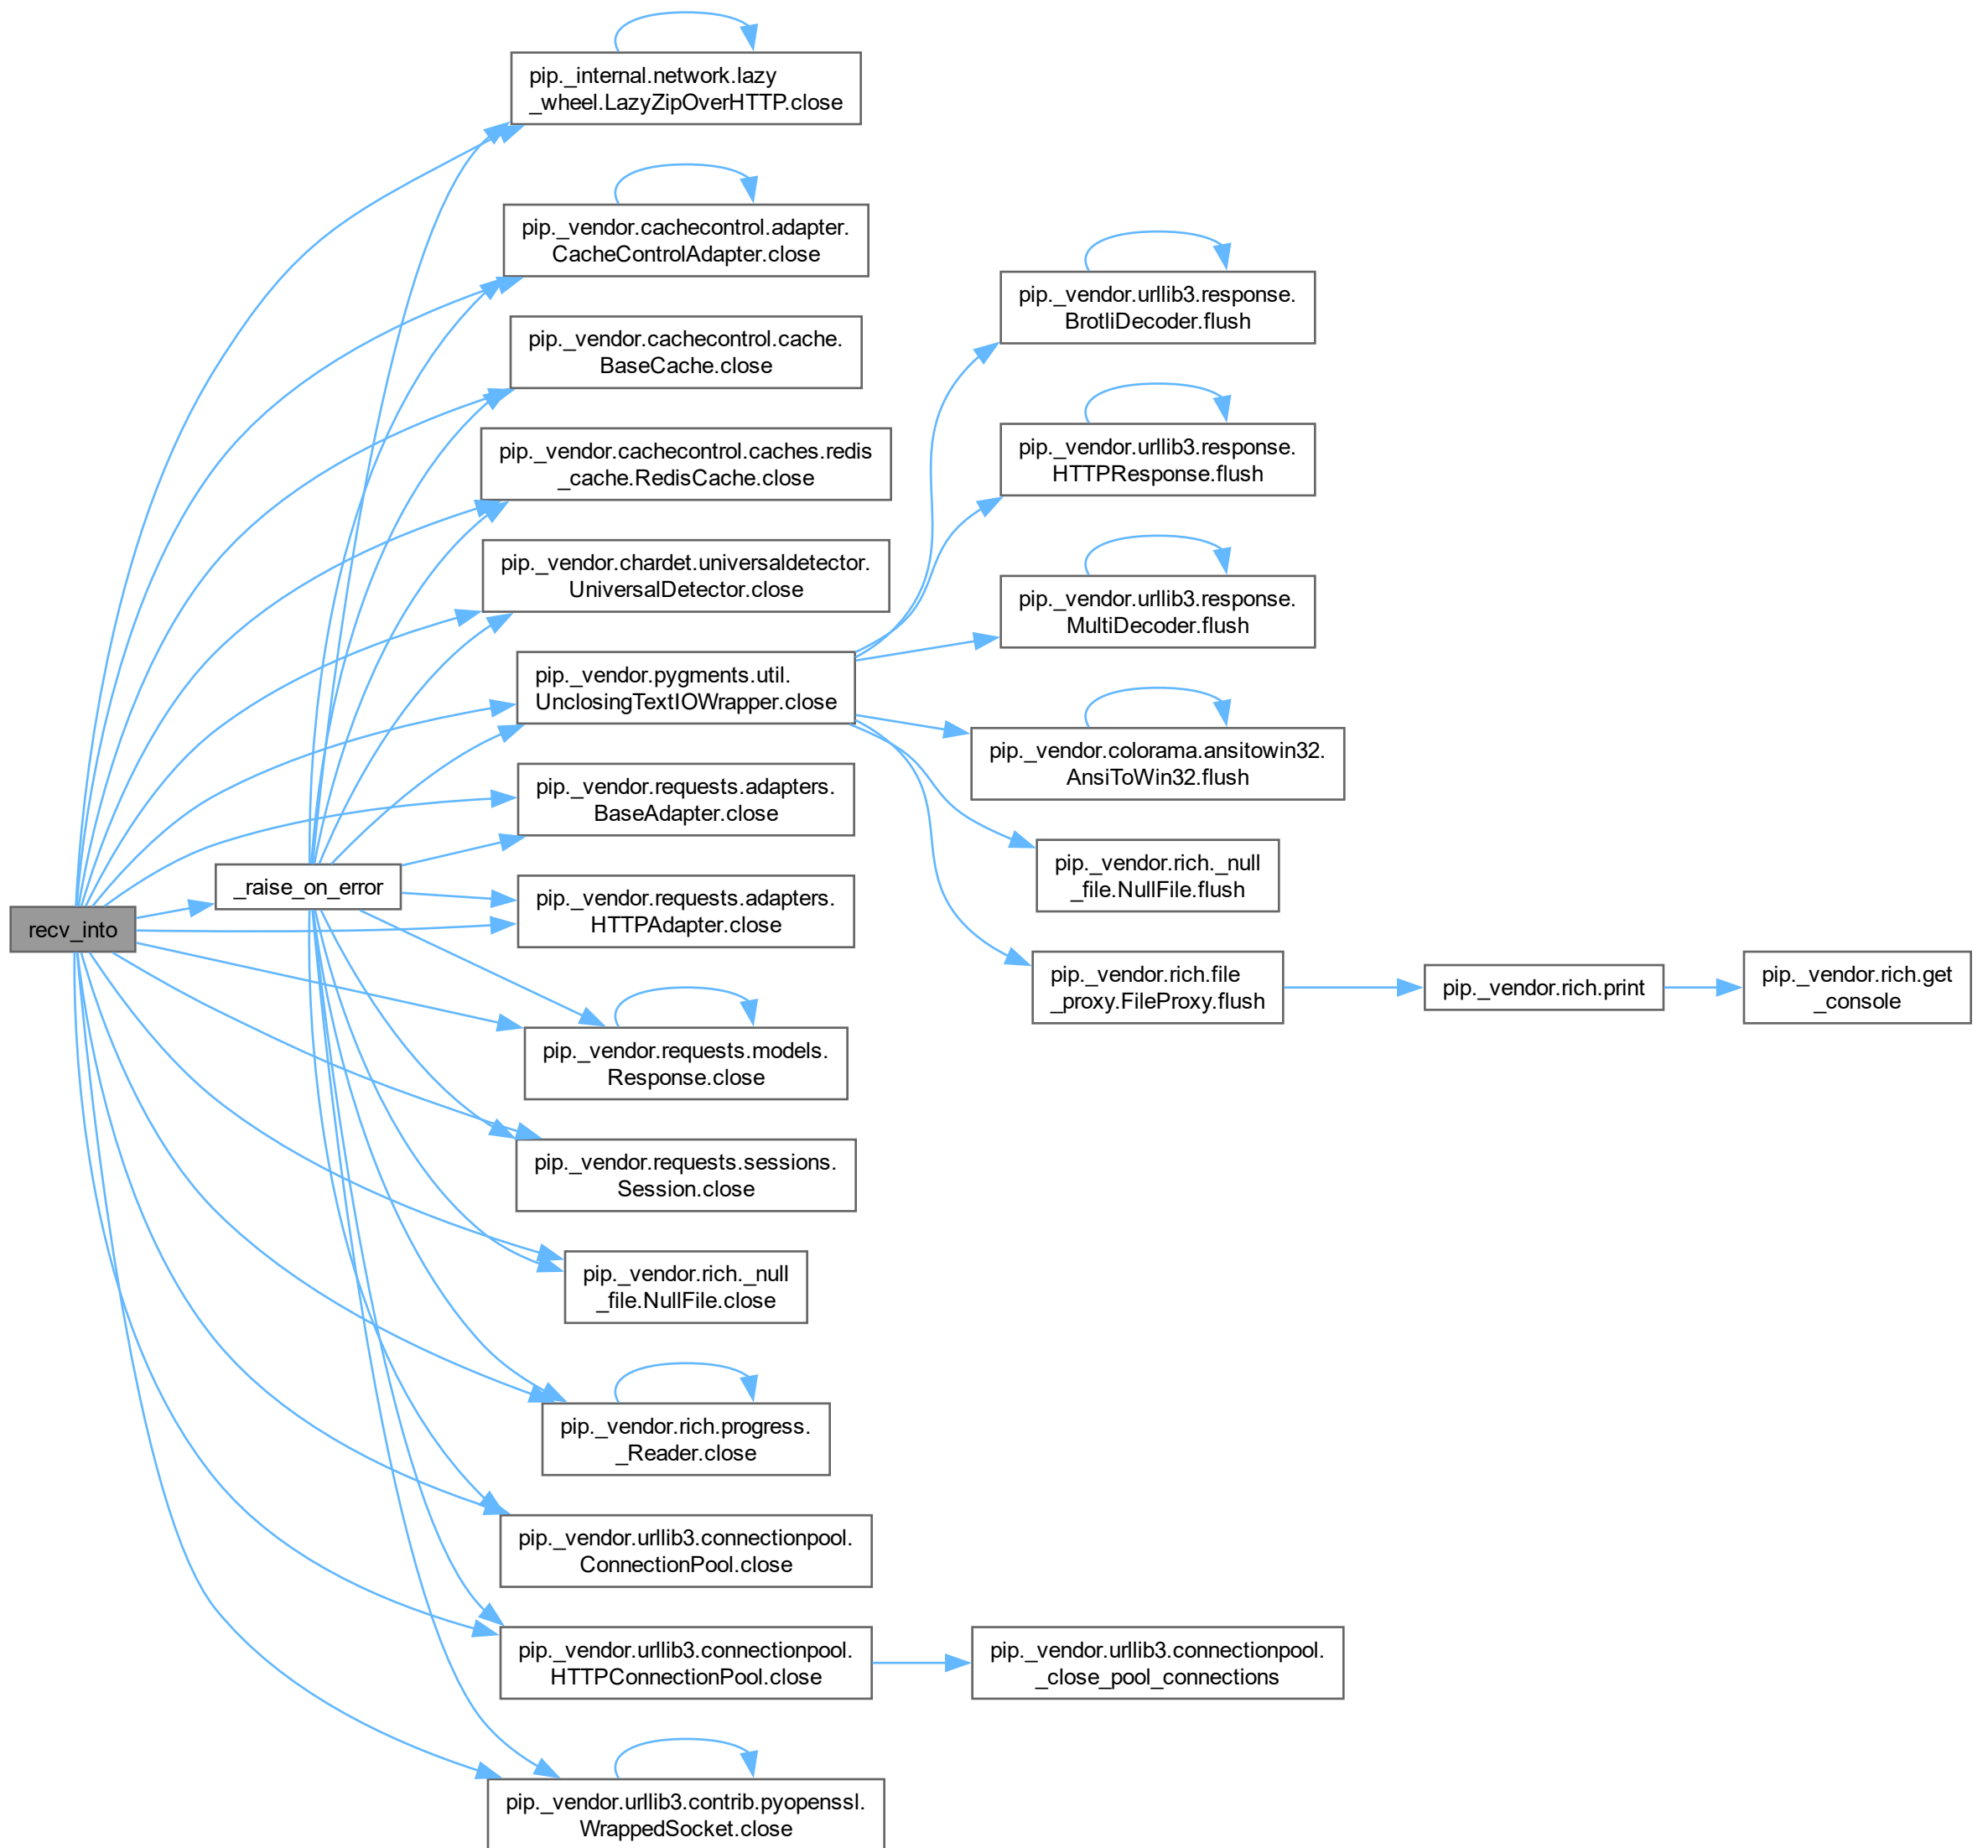 recv_into
_raise_on_error
pip._internal.network.lazy
_wheel.LazyZipOverHTTP.close
pip._vendor.cachecontrol.adapter.
CacheControlAdapter.close
pip._vendor.cachecontrol.cache.
BaseCache.close
pip._vendor.cachecontrol.caches.redis
_cache.RedisCache.close
pip._vendor.chardet.universaldetector.
UniversalDetector.close
pip._vendor.pygments.util.
UnclosingTextIOWrapper.close
pip._vendor.requests.adapters.
BaseAdapter.close
pip._vendor.requests.adapters.
HTTPAdapter.close
pip._vendor.requests.models.
Response.close
pip._vendor.requests.sessions.
Session.close
pip._vendor.rich._null
_file.NullFile.close
pip._vendor.rich.progress.
_Reader.close
pip._vendor.urllib3.connectionpool.
ConnectionPool.close
pip._vendor.urllib3.connectionpool.
HTTPConnectionPool.close
pip._vendor.urllib3.contrib.pyopenssl.
WrappedSocket.close
pip._vendor.urllib3.response.
BrotliDecoder.flush
pip._vendor.urllib3.response.
HTTPResponse.flush
pip._vendor.urllib3.response.
MultiDecoder.flush
pip._vendor.colorama.ansitowin32.
AnsiToWin32.flush
pip._vendor.rich._null
_file.NullFile.flush
pip._vendor.rich.file
_proxy.FileProxy.flush
pip._vendor.rich.print
pip._vendor.rich.get
_console
pip._vendor.urllib3.connectionpool.
_close_pool_connections